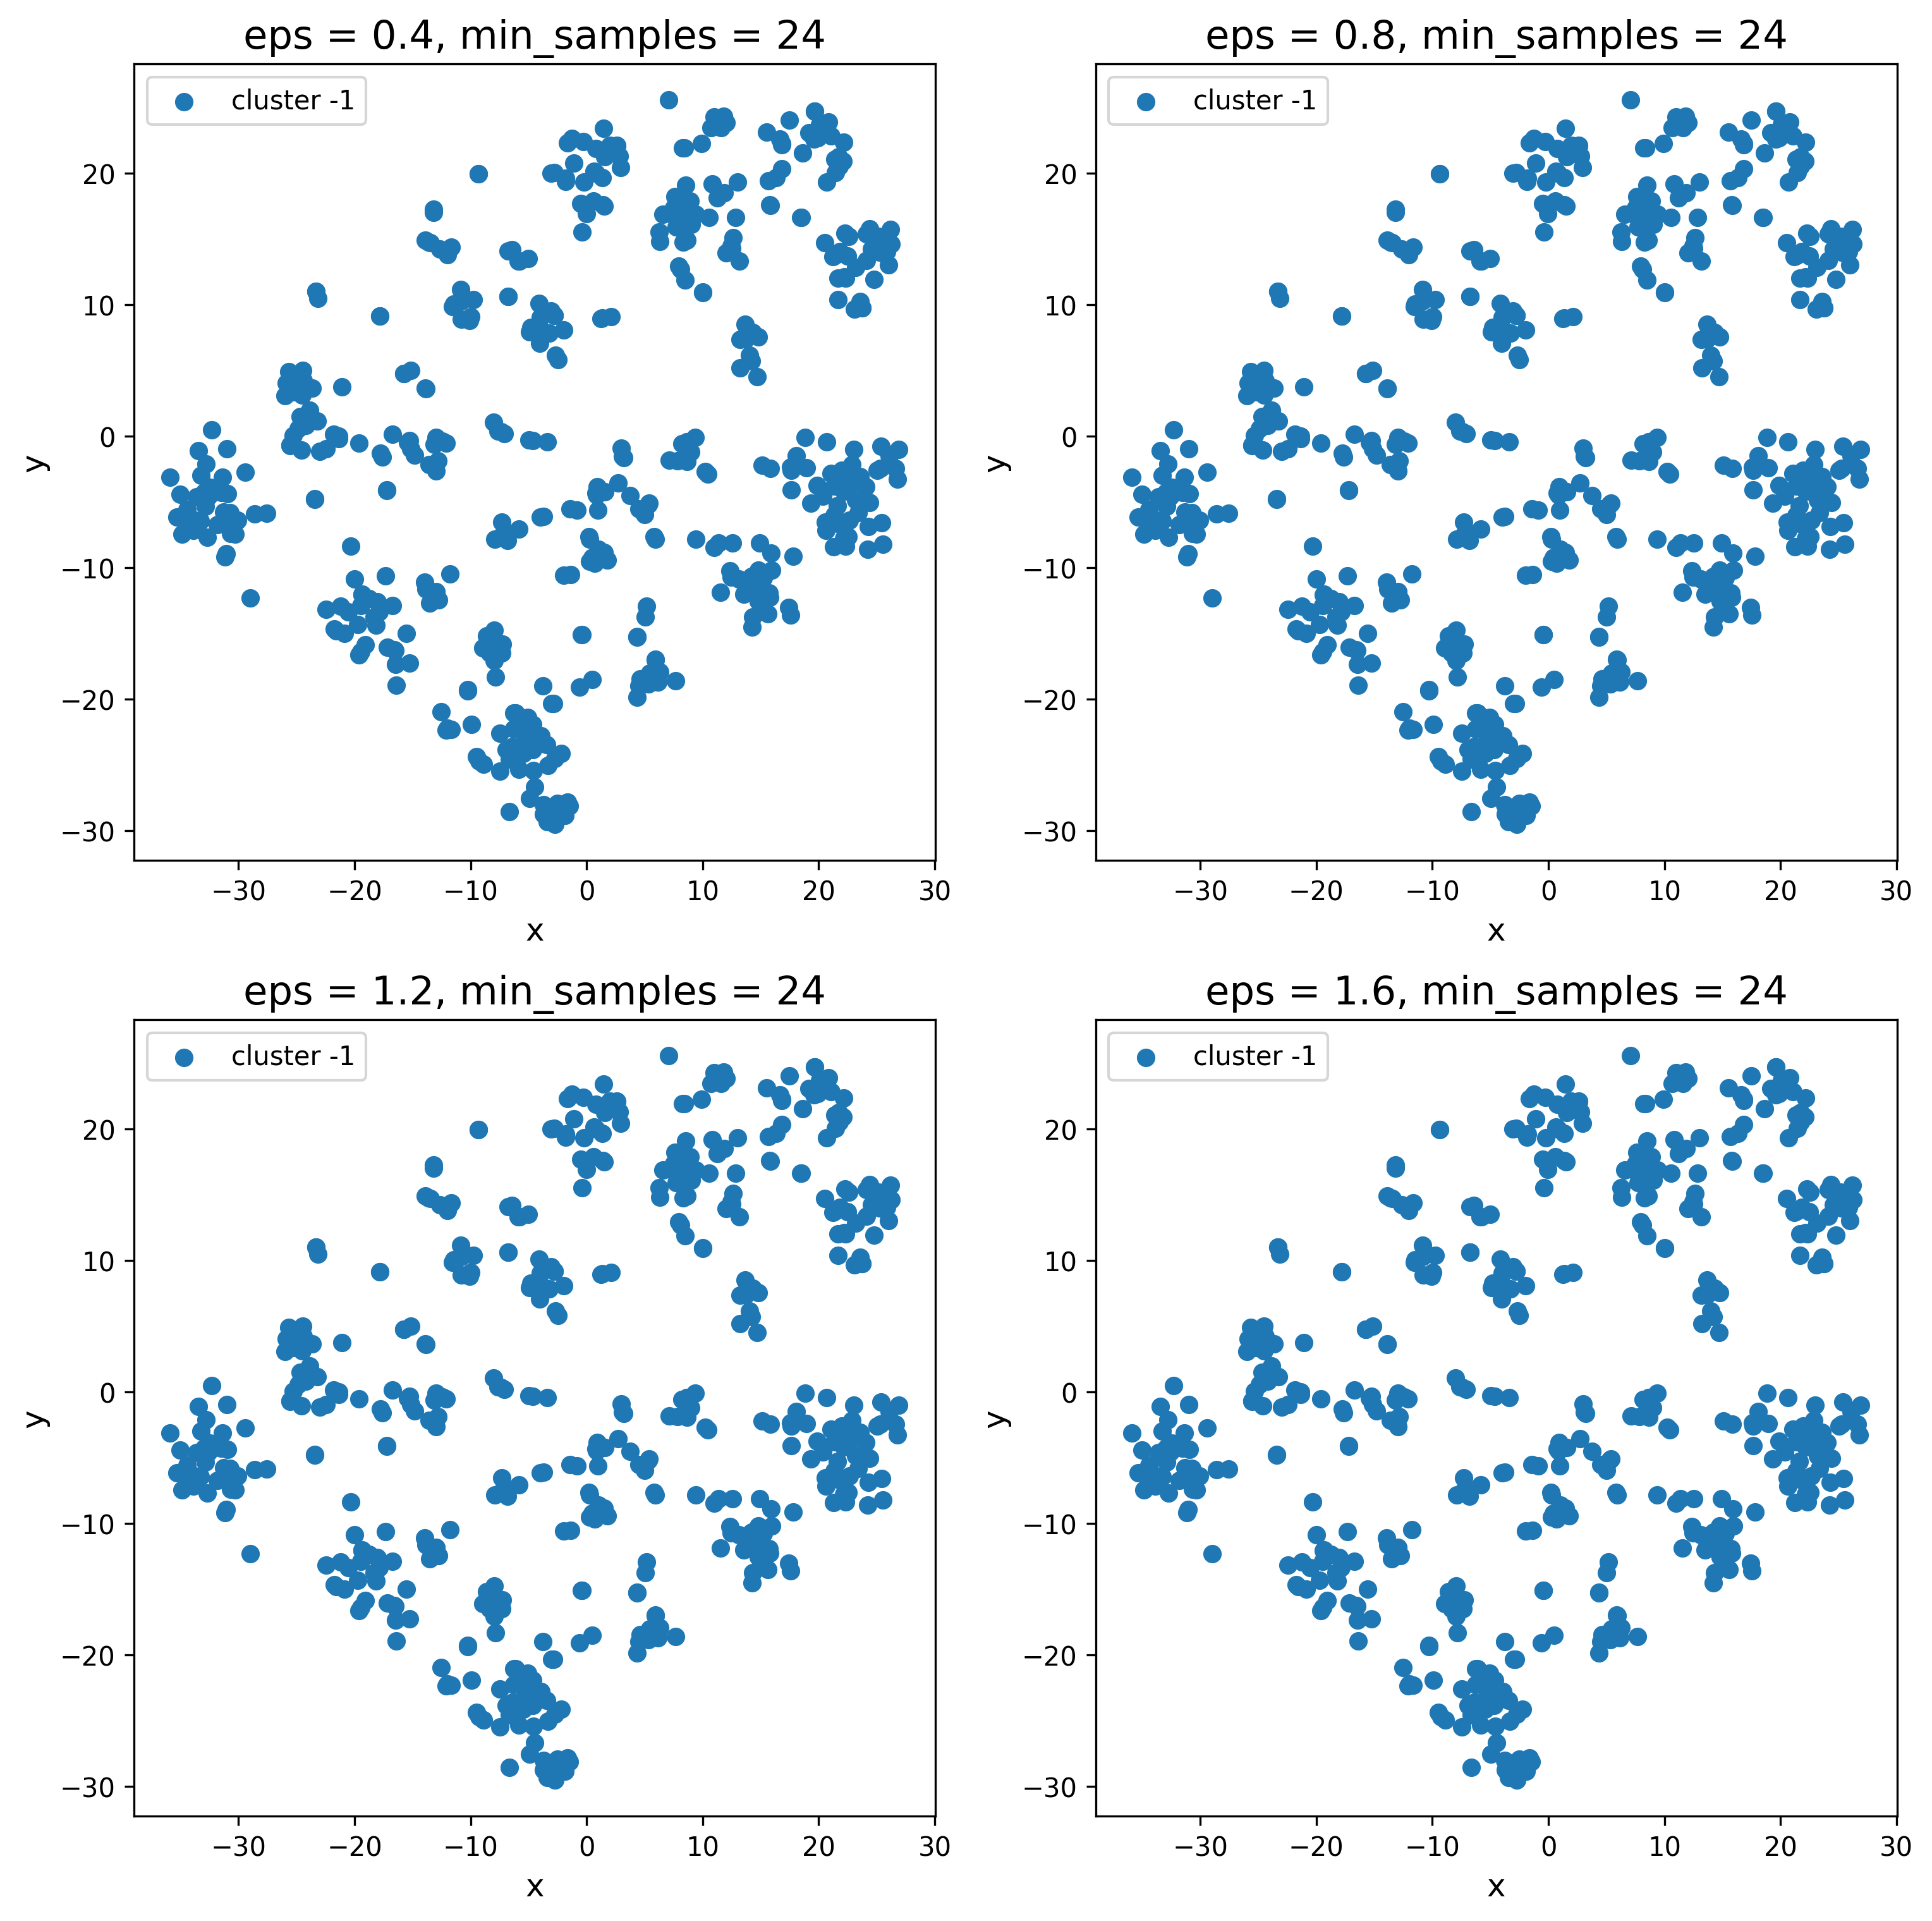 eps = 0.4, min_samples = 24
cluster -1
20
10
0
−10
−20
−30
y
−30 −20 −10 0 10 20 30
x
eps = 0.8, min_samples = 24
cluster -1
20
10
0
−10
−20
−30
y
−30 −20 −10 0 10 20 30
x
eps = 1.2, min_samples = 24
cluster -1
20
10
0
−10
−20
−30
y
−30 −20 −10 0 10 20 30
x
eps = 1.6, min_samples = 24
cluster -1
20
10
0
−10
−20
−30
y
−30 −20 −10 0 10 20 30
x